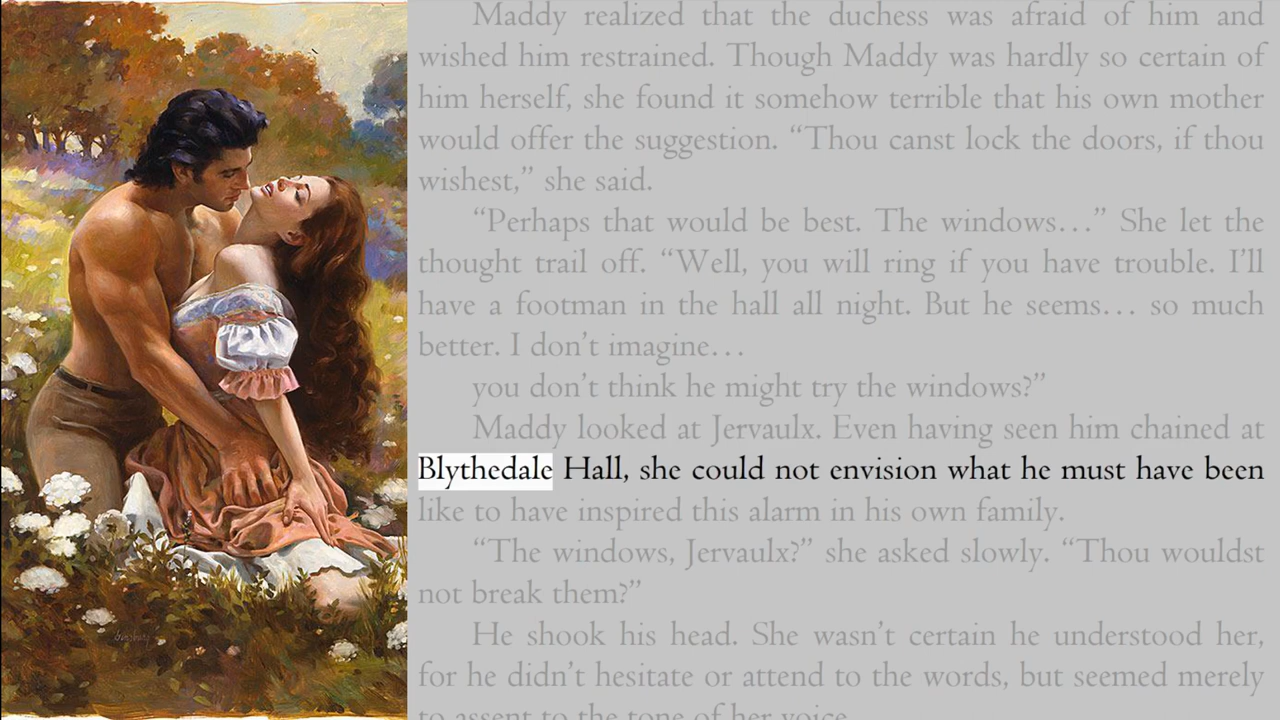 Maddy realized that the duchess was afraid of him and
wished him restrained. Though Maddy was hardly so certain of
him herself, she found it somehow terrible that his own mother
would offer the suggestion. “Thou canst lock the doors, if thou
wishest,” she said.
“Perhaps that would be best. The windows…” She let the
thought trail off. “Well, you will ring if you have trouble. I’ll
have a footman in the hall all night. But he seems… so much
better. I don’t imagine…
you don’t think he might try the windows?”
Maddy looked at Jervaulx. Even having seen him chained at
Blythedale Hall, she could not envision what he must have been
like to have inspired this alarm in his own family.
“The windows, Jervaulx?” she asked slowly. “Thou wouldst
not break them?”
He shook his head. She wasn’t certain he understood her,
for he didn’t hesitate or attend to the words, but seemed merely
to assent to the tone of her voice.